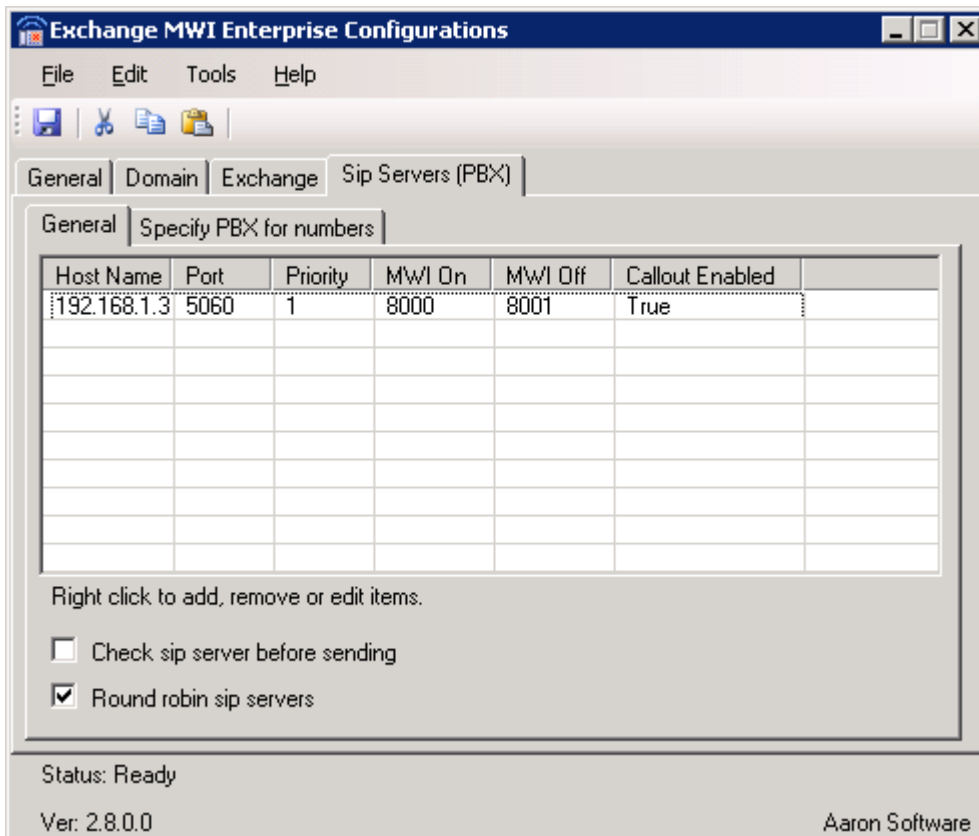 Exchange MWI Enterprise Configurations
File Edit Tools Help
General Domain Exchange Sip Servers (PBX)
General Specify PBX for numbers
Host Name Port Priority MWI On MWI Off Callout Enabled
192.168.1.3 5060 1 8000 8001 True
Right click to add, remove or edit items.
Check sip server before sending
Round robin sip servers
Status: Ready
Ver: 2.8.0.0 Aaron Software